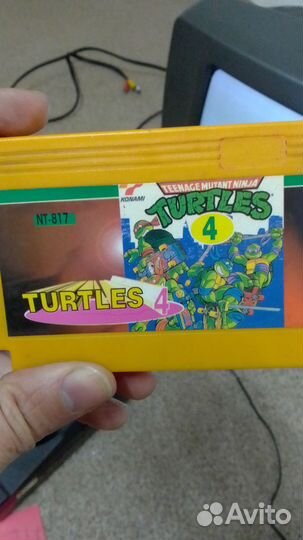 KONAMI
TEENAGE MUTANT NINJA
TURTLES
4
NT-817
TURTLES 4
Avito